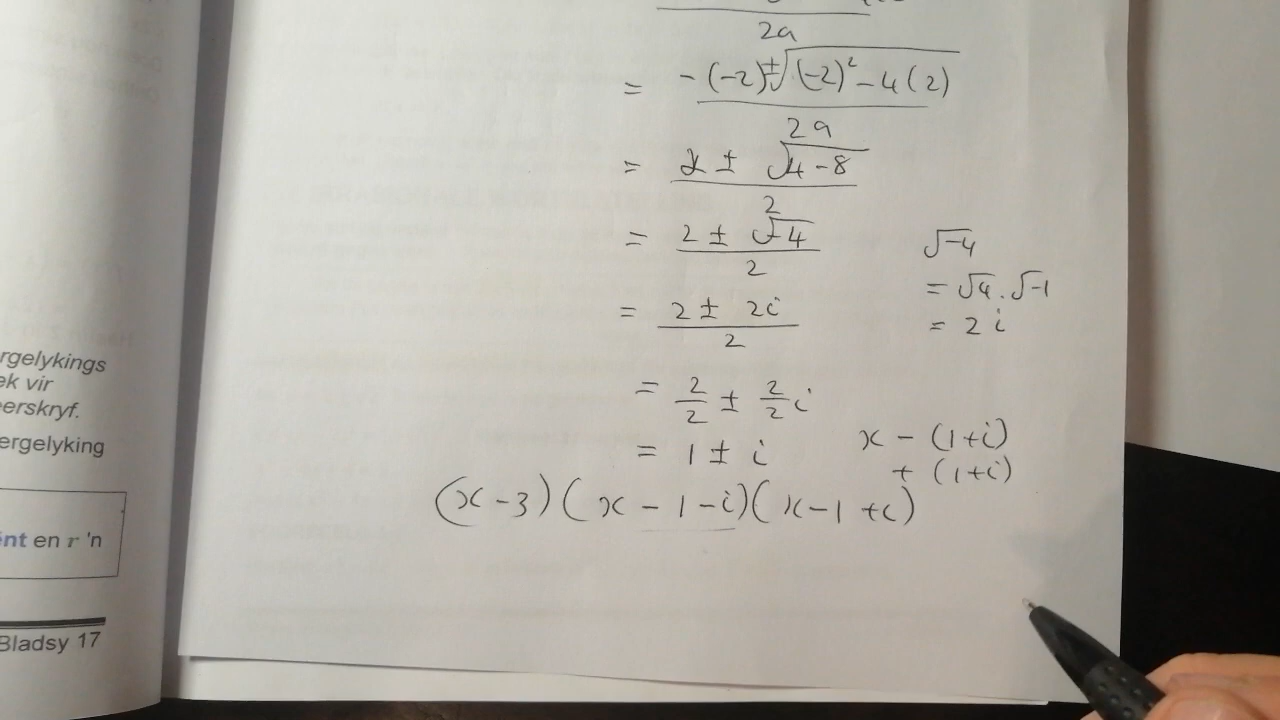 2a
= -(-2)±√(-2)²-4(2)
2a
= 2 ± √4-8
2
= 2 ± √-4
2
√-4
= √4.√-1
= 2i
= 2 ± 2i
2
= 2/2 ± 2/2 i
= 1 ± i
x - (1+i)
+ (1+i)
(x-3)(x-1-i)(x-1+i)
rgelykings
ek vir
erskryf.
ergelyking
ënt en r 'n
Bladsy 17